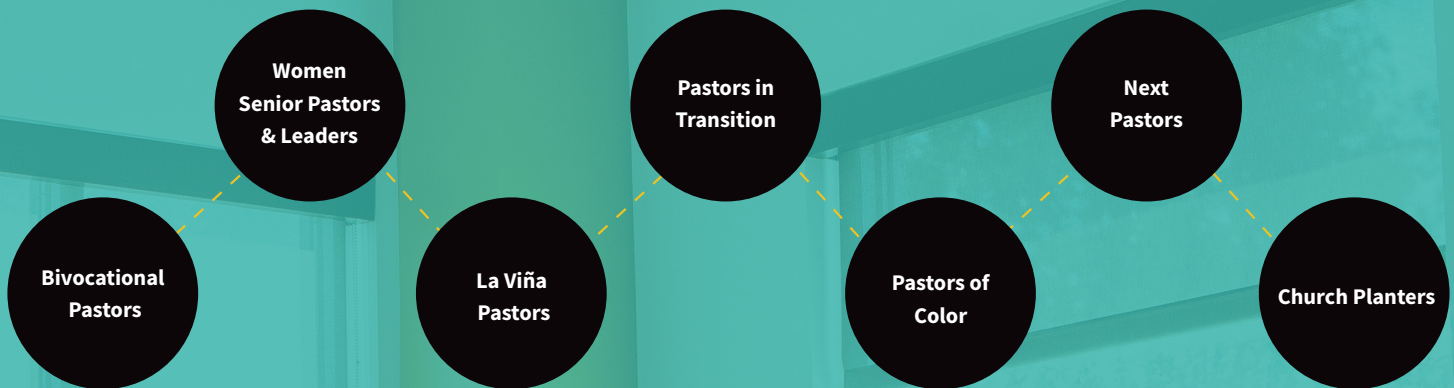 Women
Senior Pastors
& Leaders
Pastors in
Transition
Next
Pastors
Bivocational
Pastors
La Viña
Pastors
Pastors of
Color
Church Planters